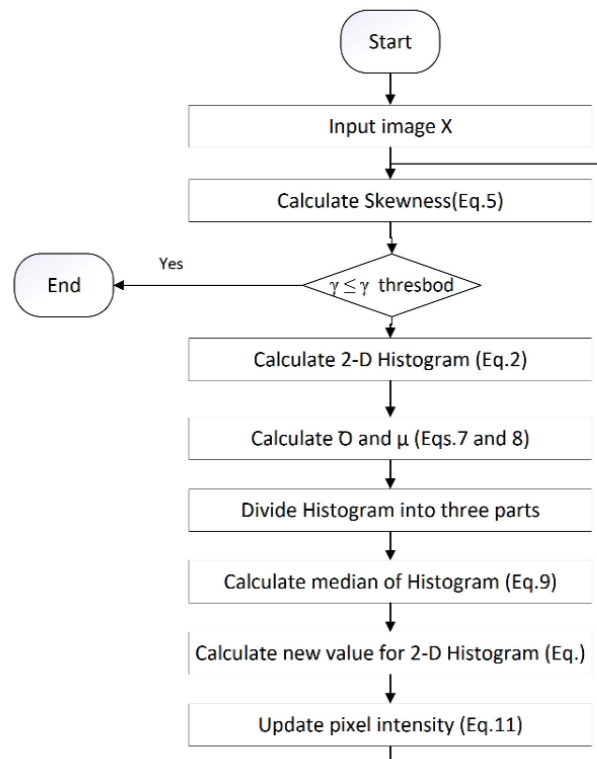 Start
Input image X
Calculate Skewness(Eq.5)
Yes
End
γ ≤ γ thresbod
Calculate 2-D Histogram (Eq.2)
Calculate Ʊ and μ (Eqs.7 and 8)
Divide Histogram into three parts
Calculate median of Histogram (Eq.9)
Calculate new value for 2-D Histogram (Eq.)
Update pixel intensity (Eq.11)